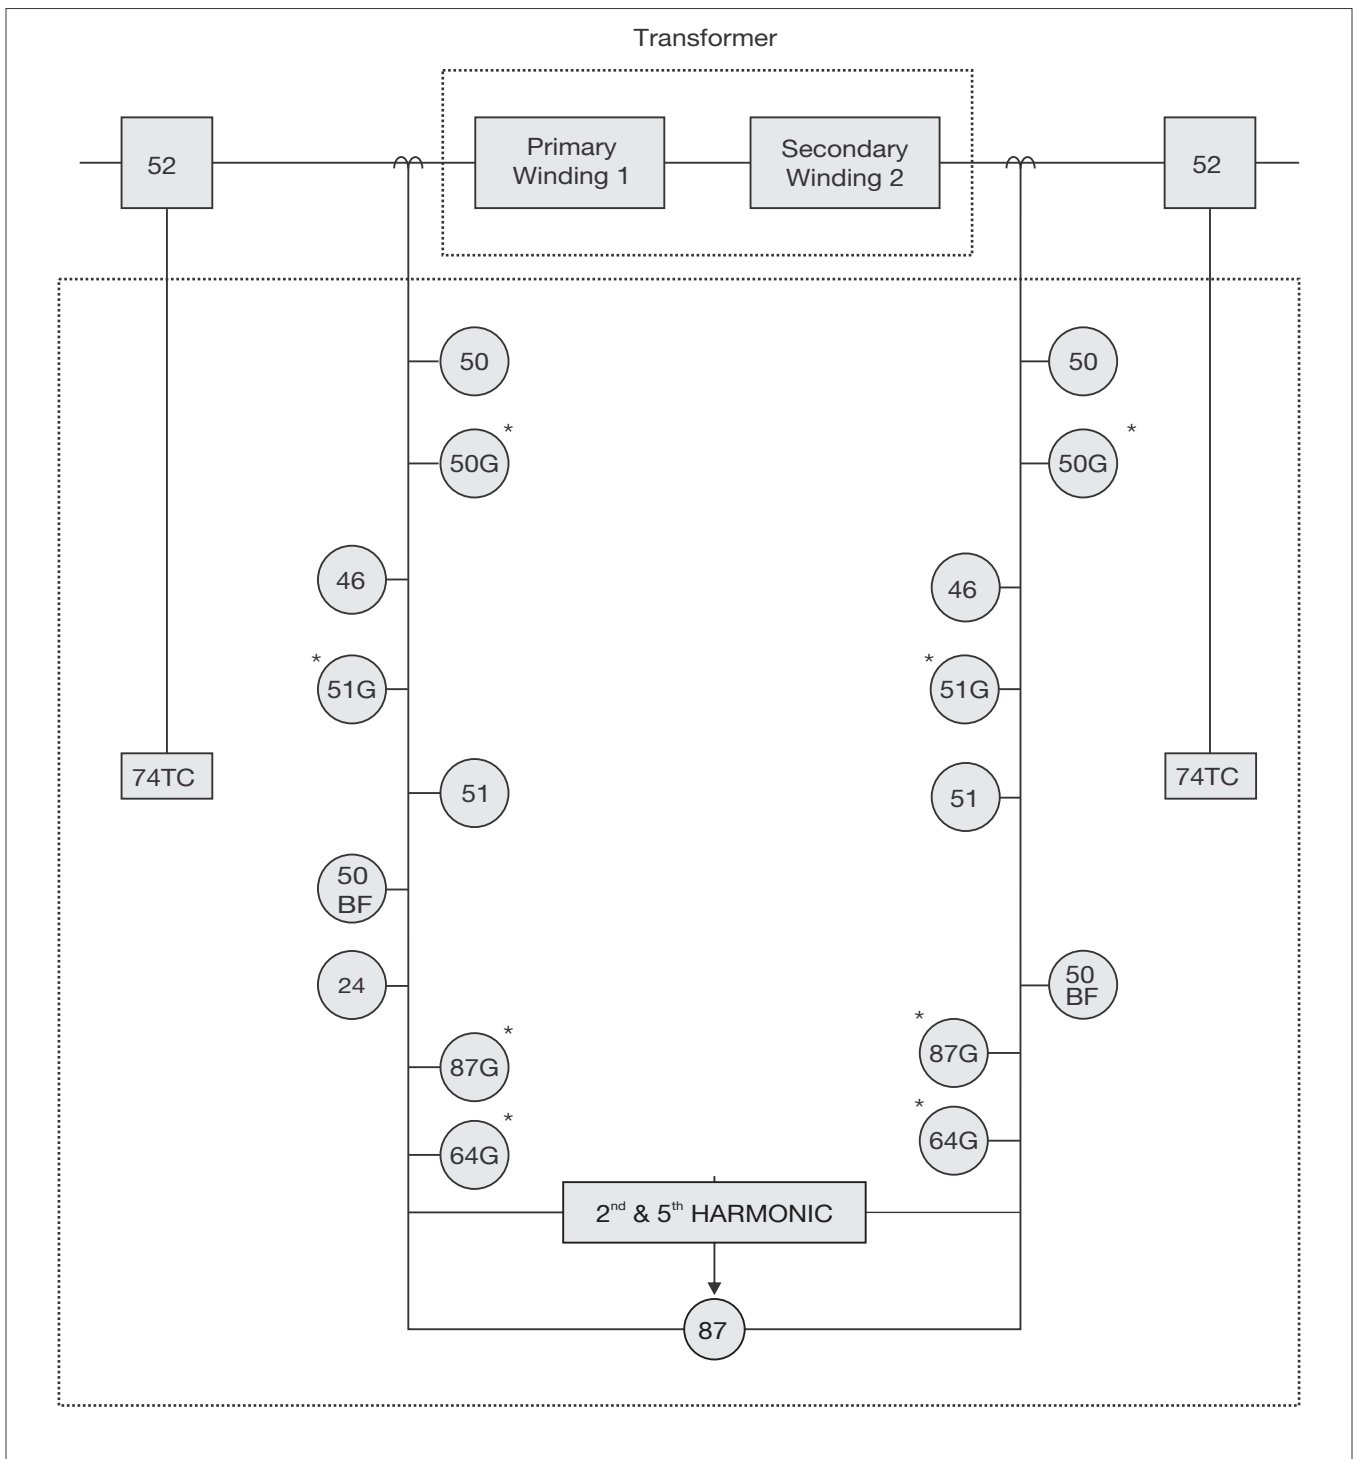 Transformer
52
Primary
Winding 1
Secondary
Winding 2
52
50
50
50G *
50G *
46
46
* 51G
* 51G
74TC
74TC
51
51
50
BF
24
50
BF
87G *
* 87G
64G *
* 64G
2nd & 5th HARMONIC
87